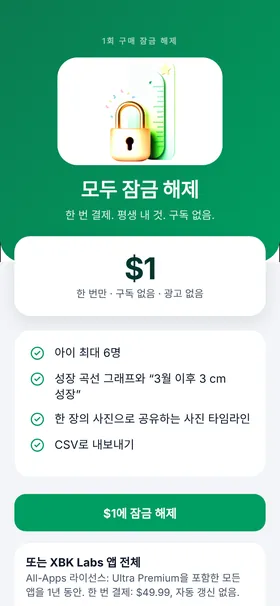 1회 구매 잠금 해제
모두 잠금 해제
한 번 결제. 평생 내 것. 구독 없음.
$1
한 번만 · 구독 없음 · 광고 없음
아이 최대 6명
성장 곡선 그래프와 “3월 이후 3 cm
성장”
한 장의 사진으로 공유하는 사진 타임라인
CSV로 내보내기
$1에 잠금 해제
또는 XBK Labs 앱 전체
All-Apps 라이선스: Ultra Premium을 포함한 모든
앱을 1년 동안. 한 번 결제: $49.99, 자동 갱신 없음.